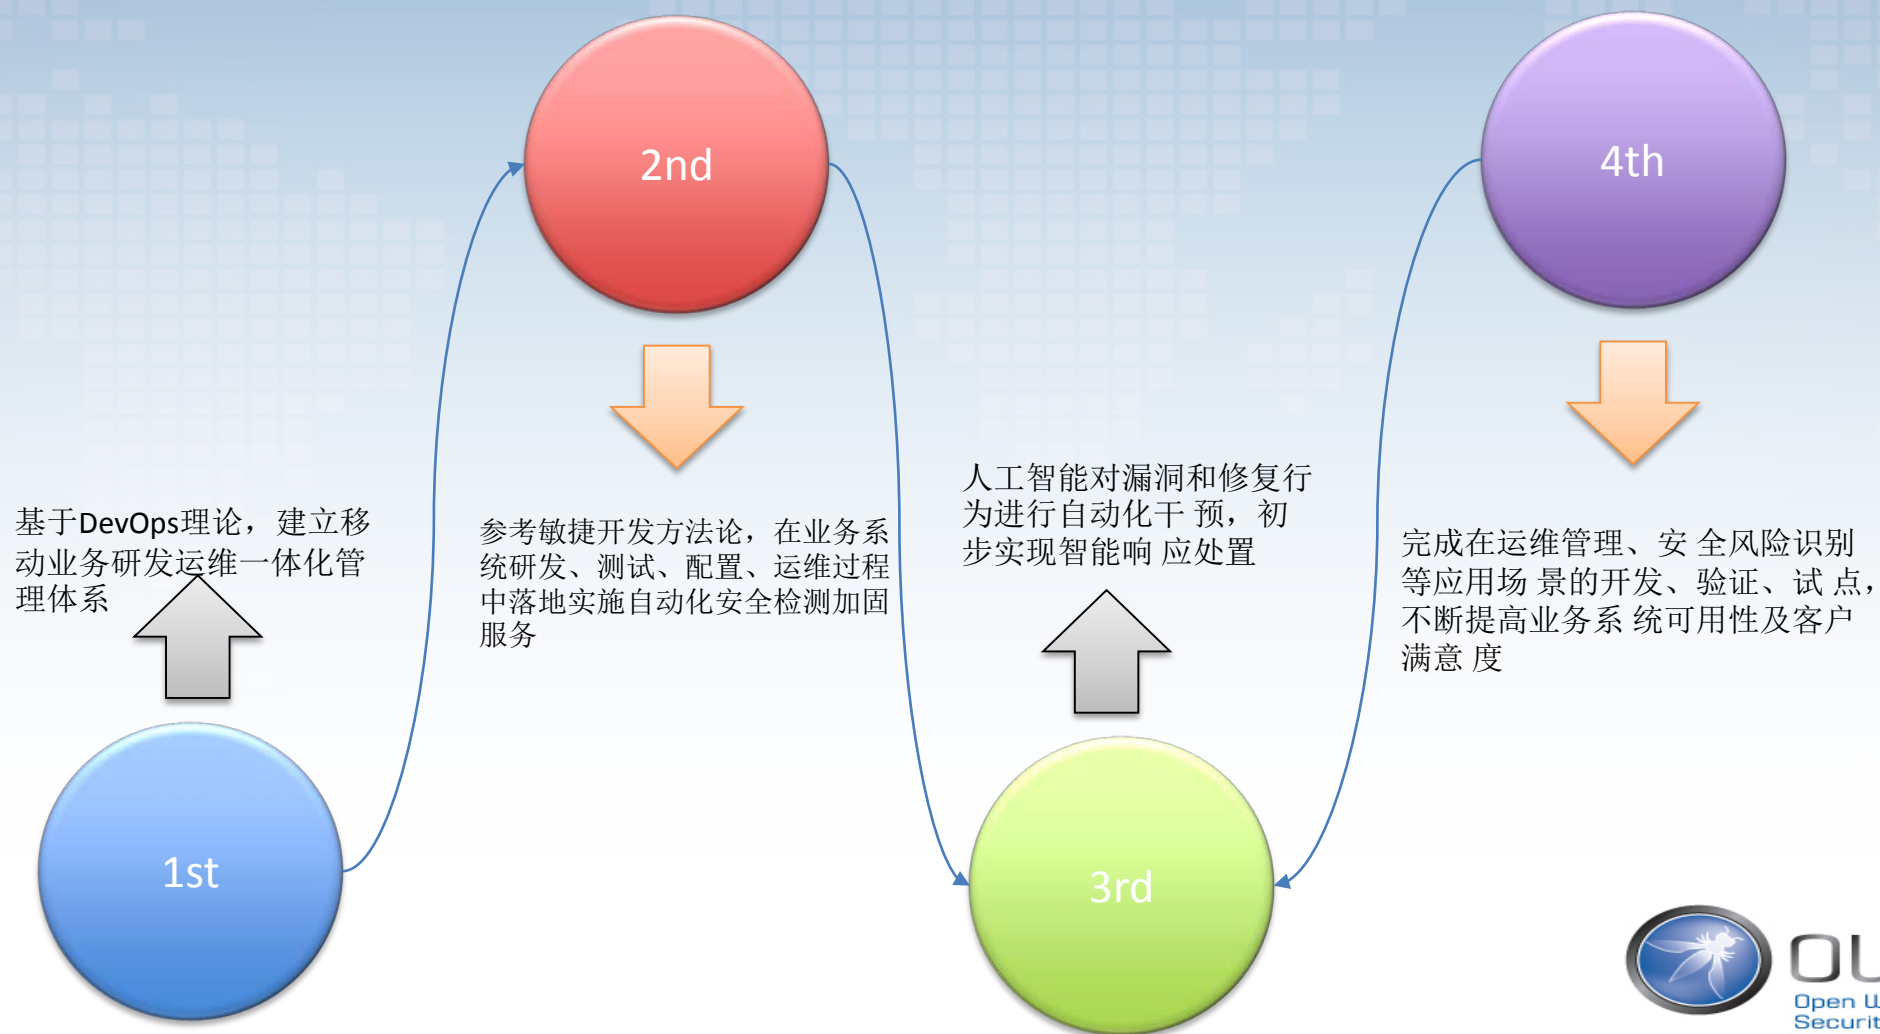 2nd
4th
1st
3rd
基于DevOps理论，建立移
动业务研发运维一体化管
理体系
参考敏捷开发方法论，在业务系
统研发、测试、配置、运维过程
中落地实施自动化安全检测加固
服务
人工智能对漏洞和修复行
为进行自动化干 预，初
步实现智能响 应处置
完成在运维管理、安 全风险识别
等应用场 景的开发、验证、试 点，
不断提高业务系 统可用性及客户
满意 度
Open